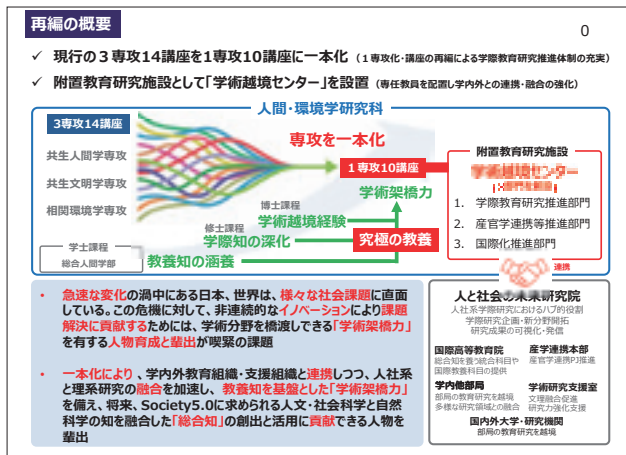 再編の概要
0
✓ 現行の3専攻14講座を1専攻10講座に一本化（1専攻化・講座の再編による学際教育研究推進体制の充実）
✓ 附置教育研究施設として「学術越境センター」を設置（専任教員を配置し学内外との連携・融合の強化）
人間・環境学研究科
3専攻14講座
共生人間学専攻
共生文明学専攻
相関環境学専攻
専攻を一本化
1専攻10講座
学術架橋力
博士課程
学術越境経験
修士課程
学際知の深化
究極の教養
学士課程
総合人間学部
教養知の涵養
附置教育研究施設
学術越境センター
1. 学際教育研究推進部門
2. 産官学連携等推進部門
3. 国際化推進部門
連携
• 急速な変化の渦中にある日本、世界は、様々な社会課題に直面
している。この危機に対して、非連続的なイノベーションにより課題
解決に貢献するためには、学術分野を橋渡しできる「学術架橋力」
を有する人物育成と輩出が喫緊の課題
• 一本化により、学内外教育組織・支援組織と連携しつつ、人社系
と理系研究の融合を加速し、教養知を基盤とした「学術架橋力」
を備え、将来、Society5.0に求められる人文・社会科学と自然
科学の知を融合した「総合知」の創出と活用に貢献できる人物を
輩出
人と社会の未来研究院
人社系学際研究におけるハブ的役割
学際研究企画・新分野開拓
研究成果の可視化・発信
国際高等教育院
総合知を養う統合科目や
国際教養科目の提供
産学連携本部
産官学連携PJ推進
学内他部局
部局の教育研究を越境
多様な研究領域との融合
学術研究支援室
文理融合促進
研究力強化支援
国内外大学・研究機関
部局の教育研究を越境